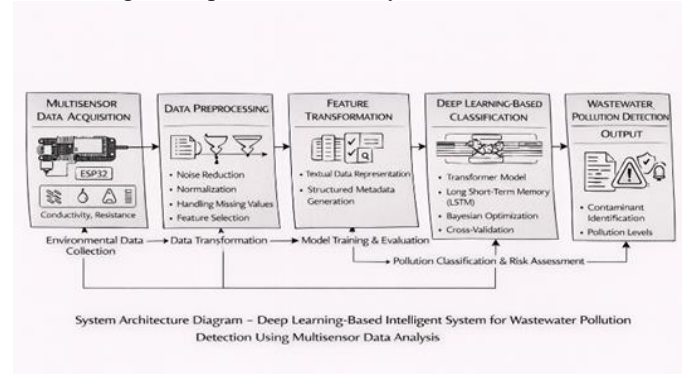 MULTISENSOR
DATA ACQUISITION
ESP32
Conductivity, Resistance
DATA PREPROCESSING
• Noise Reduction
• Normalization
• Handling Missing Values
• Feature Selection
FEATURE
TRANSFORMATION
• Textual Data Representation
• Structured Metadata
Generation
DEEP LEARNING-BASED
CLASSIFICATION
• Transformer Model
• Long Short-Term Memory
(LSTM)
• Bayesian Optimization
• Cross-Validation
WASTEWATER
POLLUTION DETECTION
OUTPUT
• Contaminant
Identification
• Pollution Levels
Environmental Data
Collection
Data Transformation
Model Training & Evaluation
Pollution Classification & Risk Assessment
System Architecture Diagram – Deep Learning-Based Intelligent System for Wastewater Pollution
Detection Using Multisensor Data Analysis